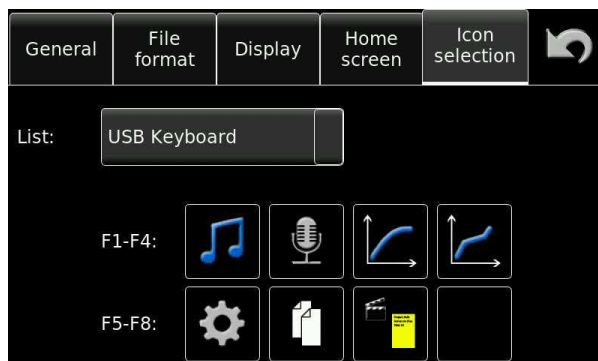 General
File
format
Display
Home
screen
Icon
selection
List:
USB Keyboard
F1-F4:
F5-F8: